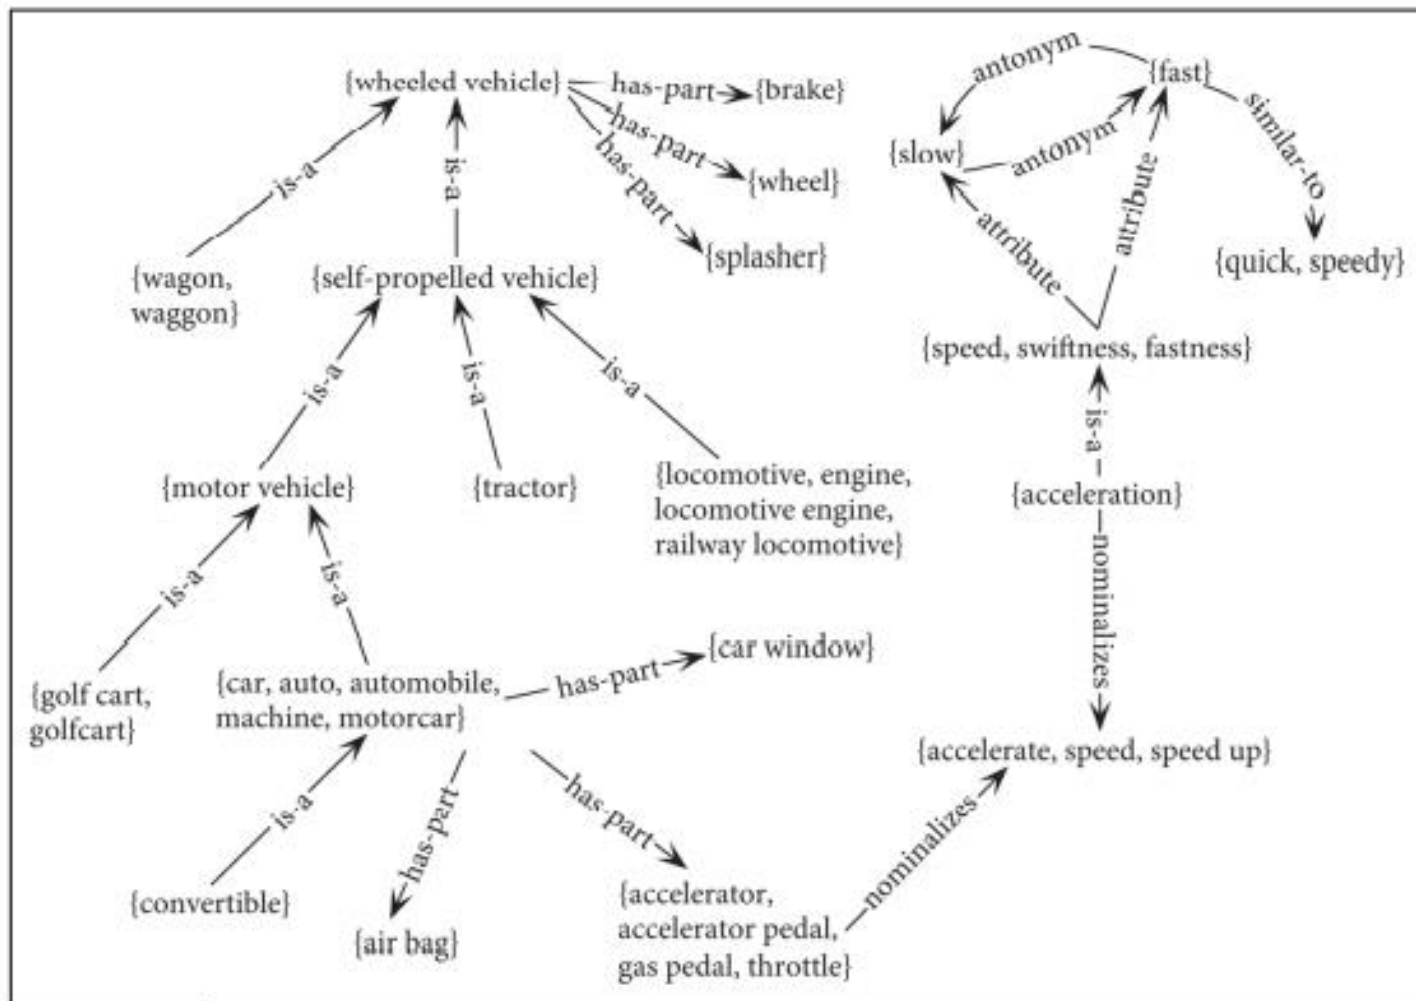 {wheeled vehicle}
has-part
{brake}
has-part
{wheel}
has-part
{splasher}
is-a
is-a
{wagon,
waggon}
{self-propelled vehicle}
is-a
is-a
is-a
{motor vehicle}
{tractor}
{locomotive, engine,
locomotive engine,
railway locomotive}
is-a
is-a
{golf cart,
golfcart}
{car, auto, automobile,
machine, motorcar}
has-part
{car window}
is-a
has-part
has-part
{convertible}
{air bag}
{accelerator,
accelerator pedal,
gas pedal, throttle}
nominalizes
antonym
{fast}
{slow}
antonym
similar-to
attribute
attribute
{quick, speedy}
{speed, swiftness, fastness}
is-a
{acceleration}
nominalizes
{accelerate, speed, speed up}